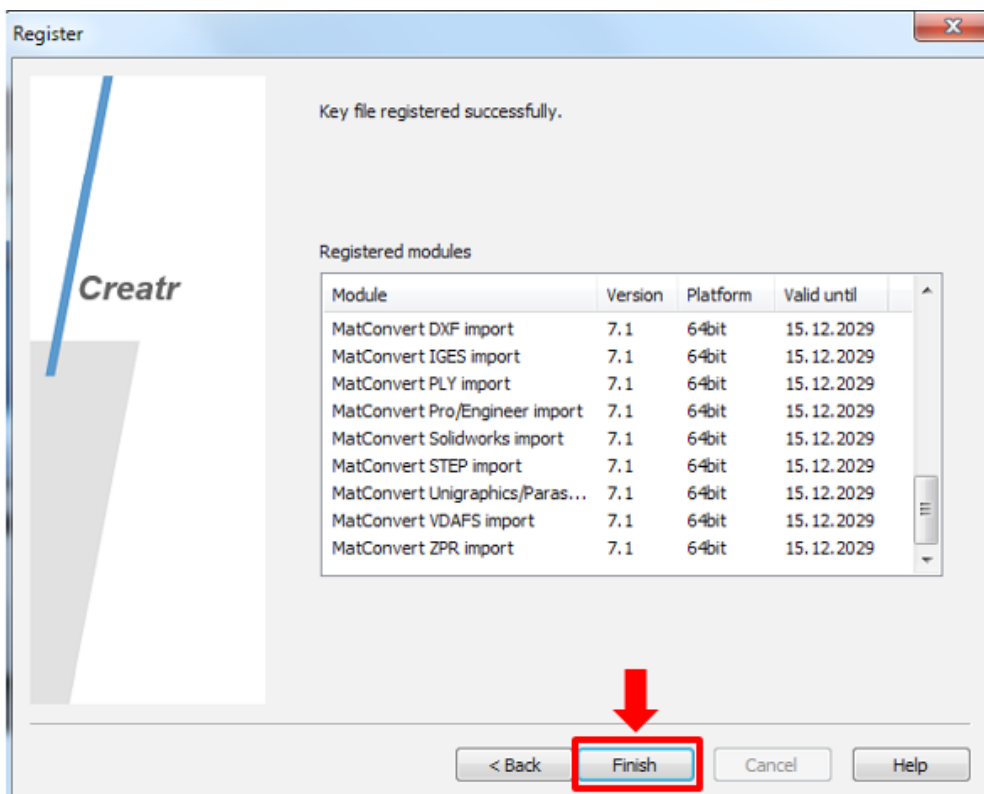 Register
Key file registered successfully.
Creatr
Registered modules
Module Version Platform Valid until
MatConvert DXF import 7.1 64bit 15.12.2029
MatConvert IGES import 7.1 64bit 15.12.2029
MatConvert PLY import 7.1 64bit 15.12.2029
MatConvert Pro/Engineer import 7.1 64bit 15.12.2029
MatConvert Solidworks import 7.1 64bit 15.12.2029
MatConvert STEP import 7.1 64bit 15.12.2029
MatConvert Unigraphics/Paras... 7.1 64bit 15.12.2029
MatConvert VDAFS import 7.1 64bit 15.12.2029
MatConvert ZPR import 7.1 64bit 15.12.2029
< Back Finish Cancel Help